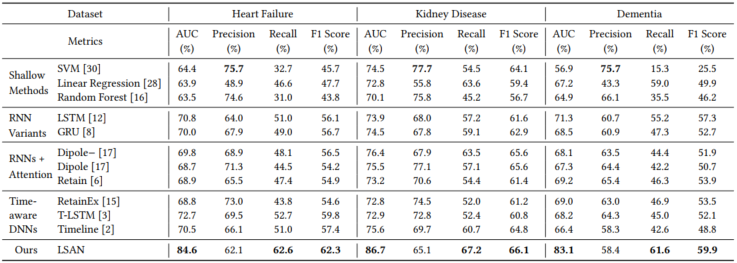 Dataset Heart Failure Kidney Disease Dementia
Metrics AUC (%) Precision (%) Recall (%) F1 Score (%) AUC (%) Precision (%) Recall (%) F1 Score (%) AUC (%) Precision (%) Recall (%) F1 Score (%)
Shallow Methods
SVM [30] 64.4 75.7 32.7 45.7 74.5 77.7 54.5 64.1 56.9 75.7 15.3 25.5
Linear Regression [28] 63.9 48.9 46.6 47.7 72.8 55.8 63.6 59.4 67.2 43.3 59.0 49.9
Random Forest [16] 63.5 74.6 31.0 43.8 70.1 75.8 45.2 56.7 64.9 66.1 35.5 46.2
RNN Variants
LSTM [12] 70.8 64.0 51.0 56.1 73.9 68.0 57.2 61.6 71.3 60.7 55.2 57.3
GRU [8] 70.0 67.9 49.0 56.7 74.5 67.8 59.1 62.9 68.5 60.9 47.3 52.7
RNNs + Attention
Dipole− [17] 69.8 68.9 48.1 56.5 76.4 67.9 63.5 65.6 68.1 63.5 44.4 51.9
Dipole [17] 68.7 71.3 44.5 54.2 75.5 77.1 57.1 65.6 67.3 64.4 42.2 50.7
Retain [6] 68.9 65.5 47.4 54.9 73.2 70.6 54.4 61.4 69.2 65.4 46.3 53.9
Time-aware DNNs
RetainEx [15] 68.8 73.0 43.8 54.6 72.8 74.5 52.0 61.2 69.0 63.0 46.9 53.5
T-LSTM [3] 72.7 69.5 52.7 59.8 72.9 72.8 52.4 60.8 68.2 64.3 45.0 52.1
Timeline [2] 70.5 66.1 51.0 57.4 75.6 69.7 60.7 64.8 66.4 58.3 42.6 48.8
Ours LSAN 84.6 62.1 62.6 62.3 86.7 65.1 67.2 66.1 83.1 58.4 61.6 59.9